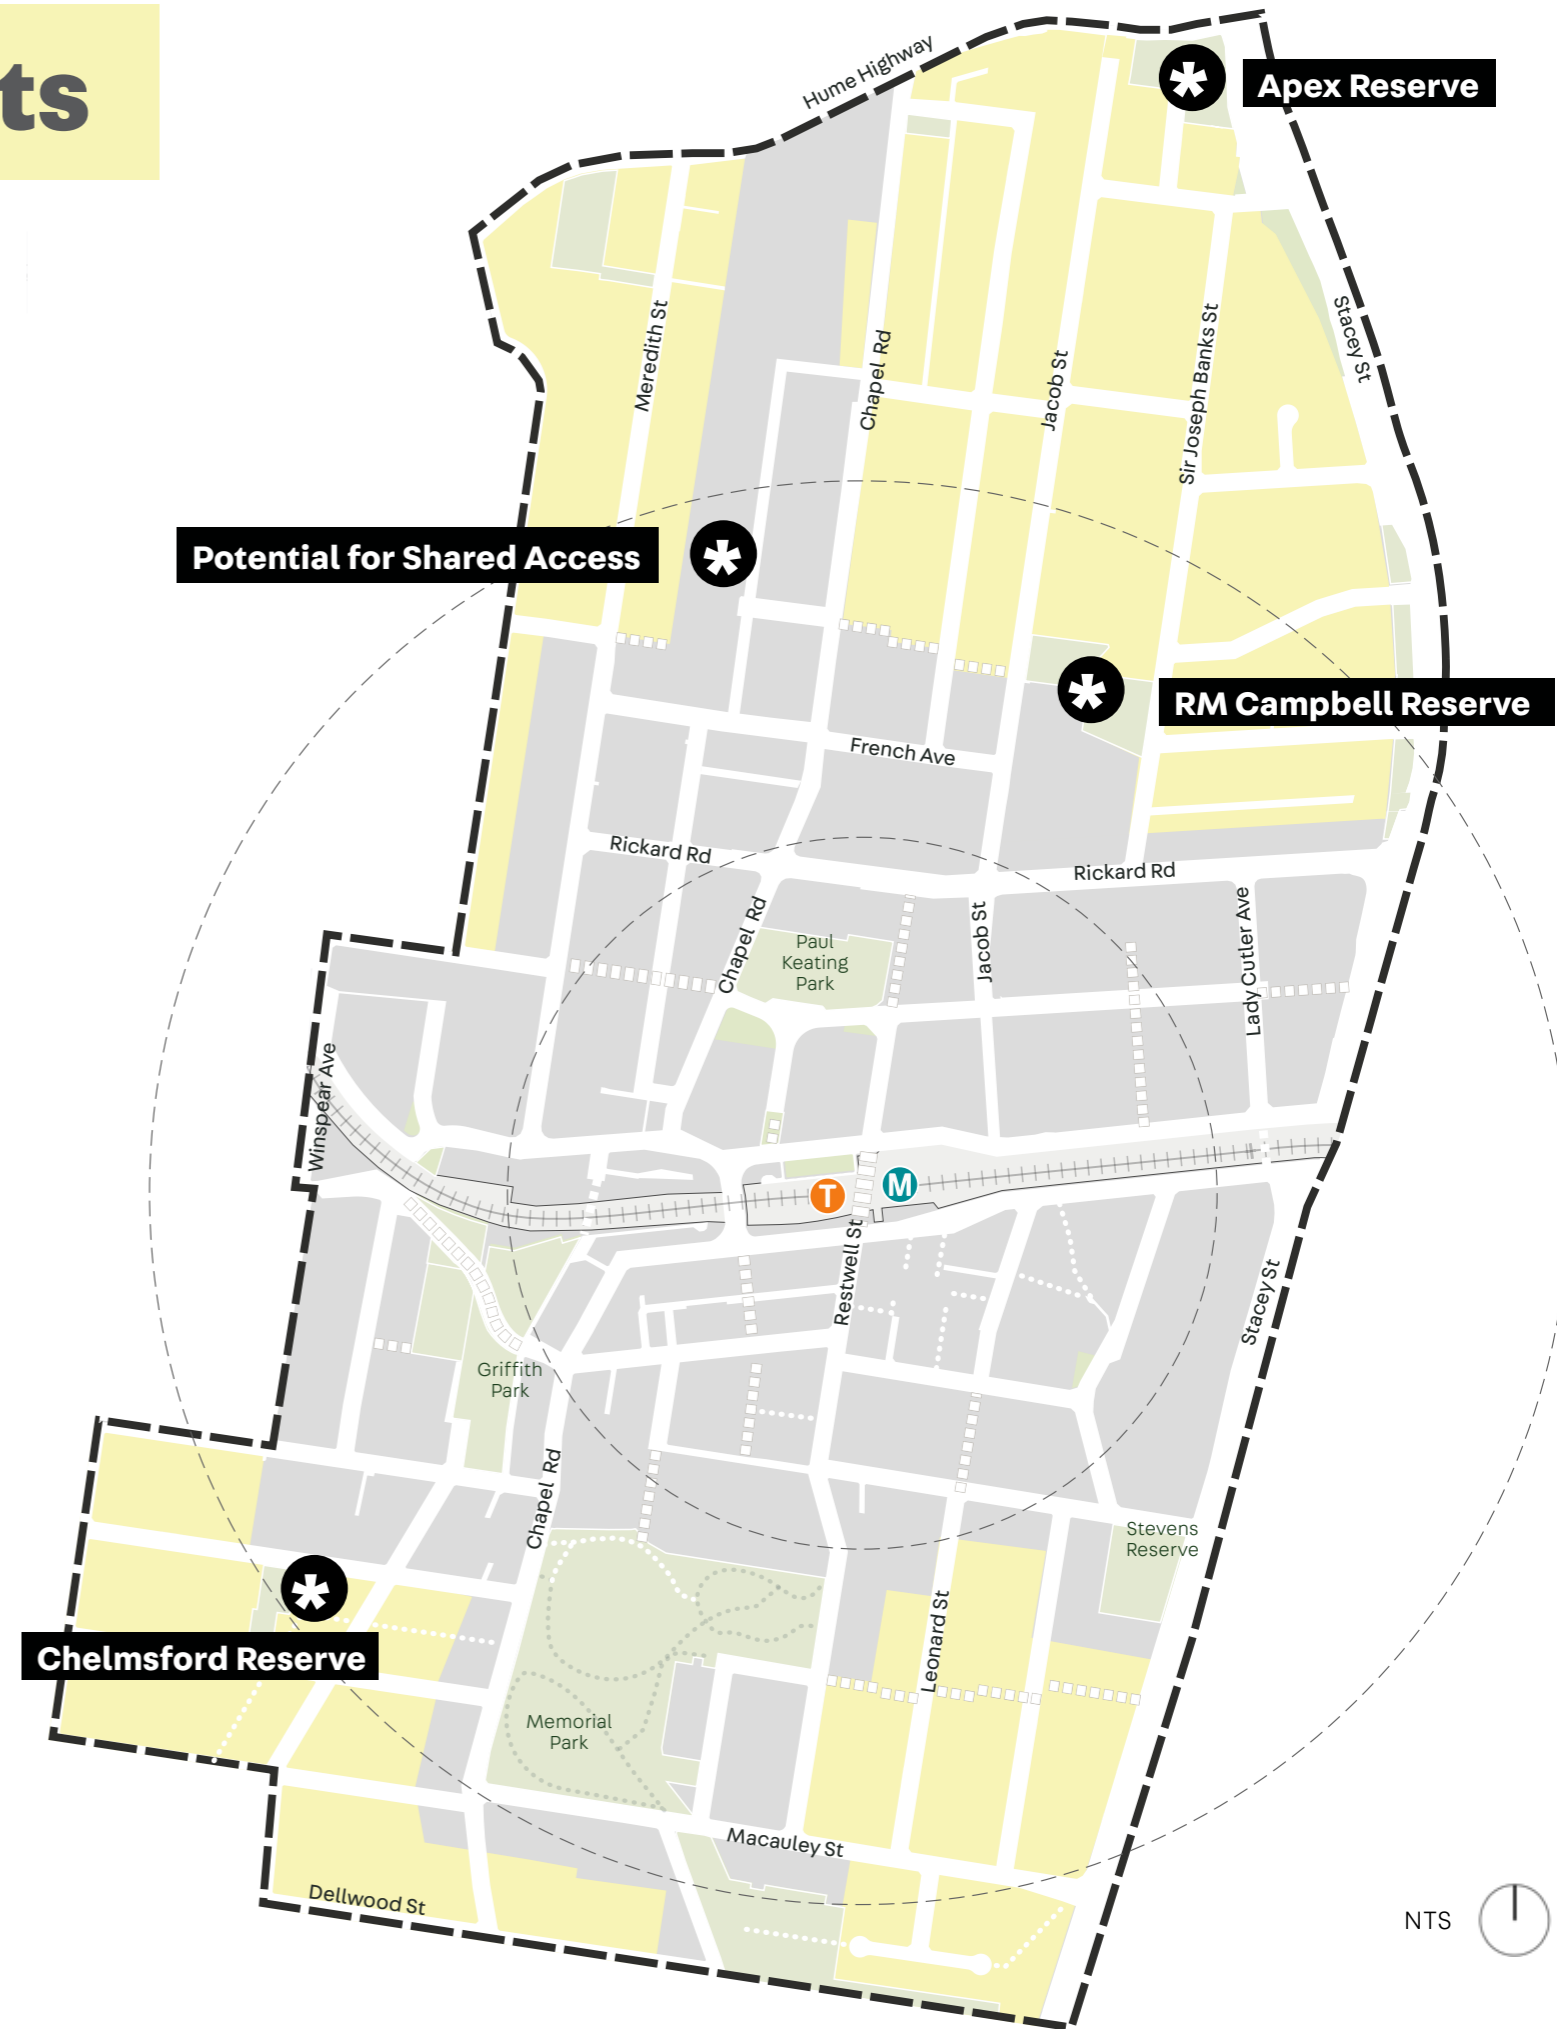 ts
Hume Highway
Apex Reserve
Meredith St
Chapel Rd
Jacob St
Sir Joseph Banks St
Stacey St
Potential for Shared Access
RM Campbell Reserve
French Ave
Rickard Rd
Rickard Rd
Chapel Rd
Paul
Keating
Park
Jacob St
Lady Cutler Ave
Winspear Ave
T
M
Restwell St
Stacey St
Griffith
Park
Chapel Rd
Stevens
Reserve
Leonard St
Chelmsford Reserve
Memorial
Park
Macauley St
Dellwood St
NTS